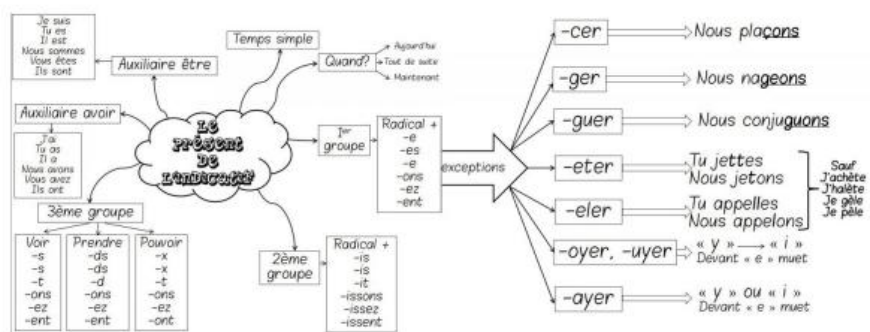 Le
présent
de
l'indicatif
Temps simple
Quand?
Aujourd'hui
Tout de suite
Maintenant
Auxiliaire être
Je suis
Tu es
Il est
Nous sommes
Vous êtes
Ils sont
Auxiliaire avoir
J'ai
Tu as
Il a
Nous avons
Vous avez
Ils ont
3ème groupe
Voir
-s
-s
-t
-ons
-ez
-ent
Prendre
-ds
-ds
-d
-ons
-ez
-ent
Pouvoir
-x
-x
-t
-ons
-ez
-ont
2ème
groupe
Radical +
-is
-is
-it
-issons
-issez
-issent
1er
groupe
Radical +
-e
-es
-e
-ons
-ez
-ent
exceptions
-cer
Nous plaçons
-ger
Nous nageons
-guer
Nous conjuguons
-eter
Tu jettes
Nous jetons
-eler
Tu appelles
Nous appelons
Sauf
J'achète
J'halète
Je gèle
Je pèle
-oyer, -uyer
« y » « i »
Devant « e » muet
-ayer
« y » ou « i »
Devant « e » muet